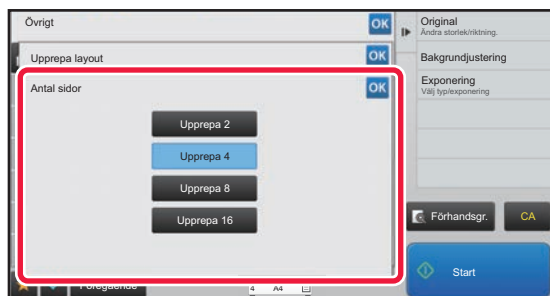 Övrigt
OK
Upprepa layout
OK
Antal sidor
OK
Upprepa 2
Upprepa 4
Upprepa 8
Upprepa 16
Föregående
4 A4
Original
Ändra storlek/riktning.
Bakgrundjustering
Exponering
Välj typ/exponering
Förhandsgr.
CA
Start